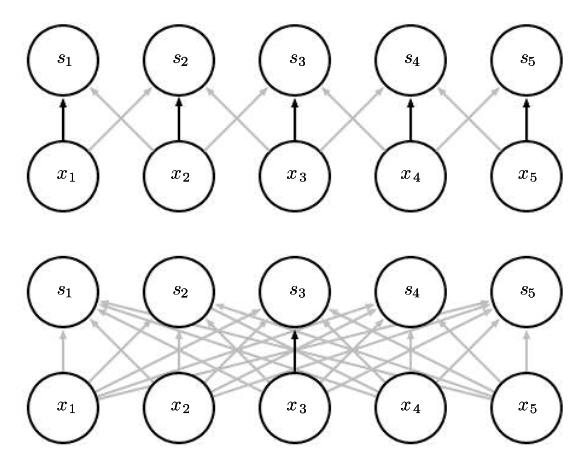 s₁ s₂ s₃ s₄ s₅
x₁ x₂ x₃ x₄ x₅
s₁ s₂ s₃ s₄ s₅
x₁ x₂ x₃ x₄ x₅